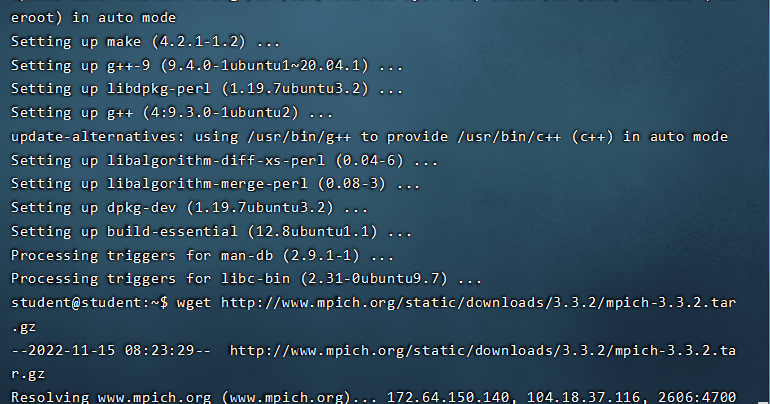 eroot) in auto mode
Setting up make (4.2.1-1.2) ...
Setting up g++-9 (9.4.0-1ubuntu1~20.04.1) ...
Setting up libdpkg-perl (1.19.7ubuntu3.2) ...
Setting up g++ (4:9.3.0-1ubuntu2) ...
update-alternatives: using /usr/bin/g++ to provide /usr/bin/c++ (c++) in auto mode
Setting up libalgorithm-diff-xs-perl (0.04-6) ...
Setting up libalgorithm-merge-perl (0.08-3) ...
Setting up dpkg-dev (1.19.7ubuntu3.2) ...
Setting up build-essential (12.8ubuntu1.1) ...
Processing triggers for man-db (2.9.1-1) ...
Processing triggers for libc-bin (2.31-0ubuntu9.7) ...
student@student:~$ wget http://www.mpich.org/static/downloads/3.3.2/mpich-3.3.2.tar
.gz
--2022-11-15 08:23:29--  http://www.mpich.org/static/downloads/3.3.2/mpich-3.3.2.ta
r.gz
Resolving www.mpich.org (www.mpich.org)... 172.64.150.140, 104.18.37.116, 2606:4700